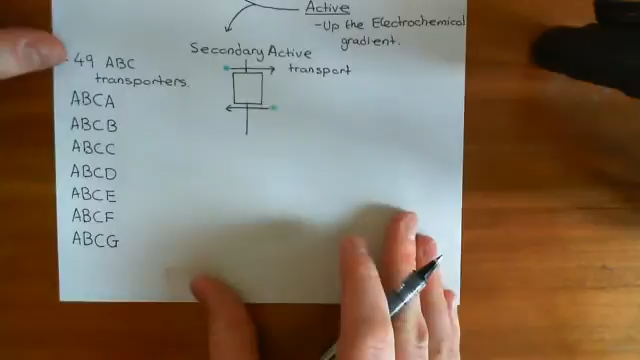 Active
-Up the Electrochemical
gradient.
Secondary Active
transport
- 49 ABC
transporters.
ABCA
ABCB
ABCC
ABCD
ABCE
ABCF
ABCG